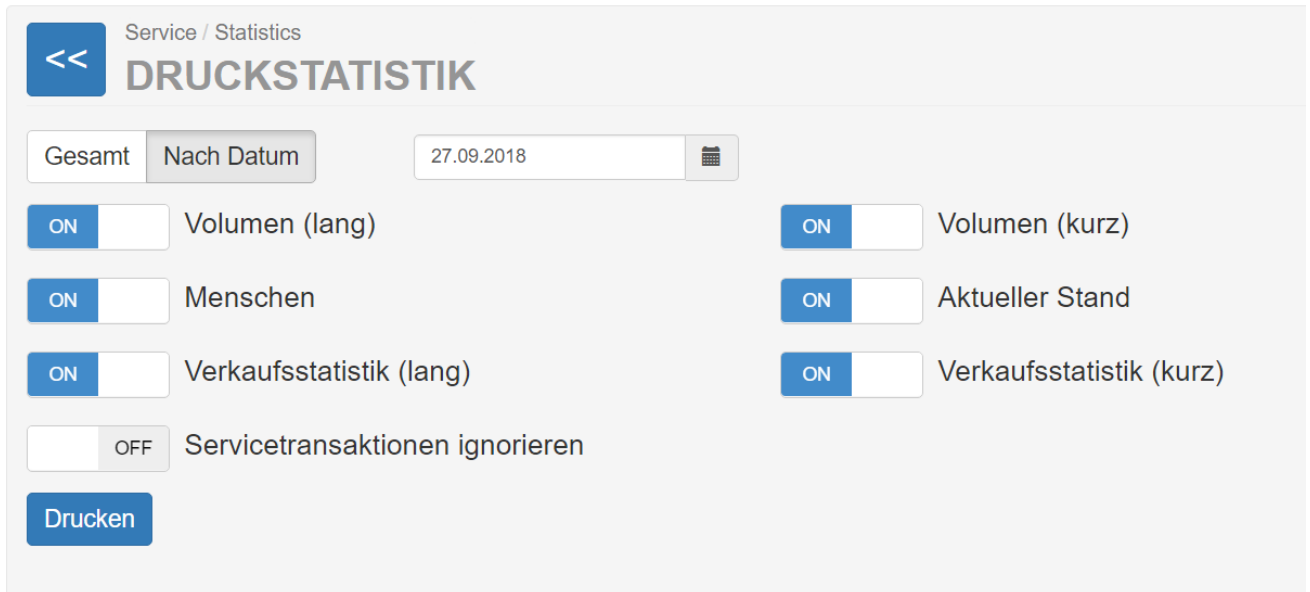 <<
Service / Statistics
DRUCKSTATISTIK
Gesamt Nach Datum 27.09.2018
ON Volumen (lang) ON Volumen (kurz)
ON Menschen ON Aktueller Stand
ON Verkaufsstatistik (lang) ON Verkaufsstatistik (kurz)
OFF Servicetransaktionen ignorieren
Drucken